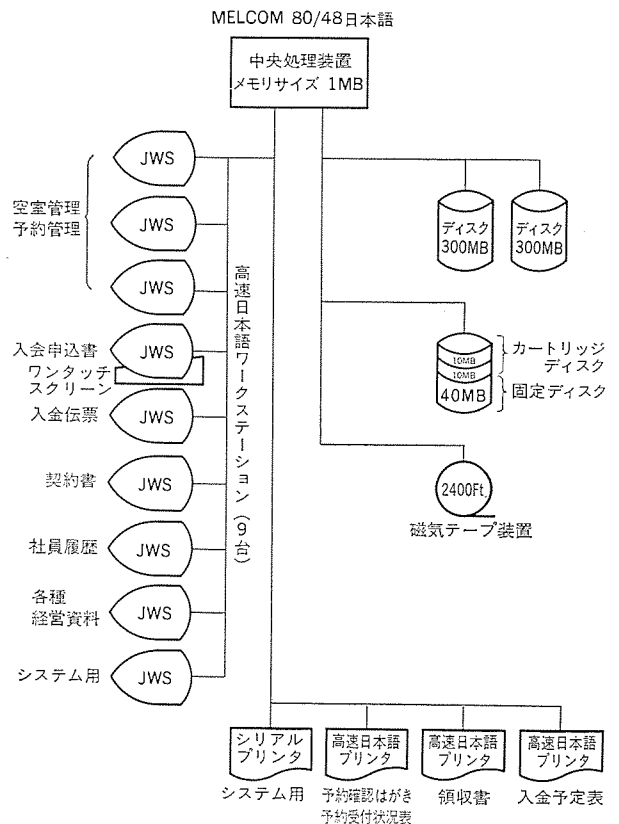 MELCOM 80/48日本語
中央処理装置
メモリサイズ 1MB
JWS
空室管理
予約管理
JWS
JWS
入会申込書
JWS
ワンタッチ
スクリーン
入金伝票
JWS
契約書
JWS
社員履歴
JWS
各種
経営資料
JWS
システム用
JWS
高速日本語ワークステーション(9台)
ディスク
300MB
ディスク
300MB
10MB
10MB
40MB
カートリッジ
ディスク
固定ディスク
2400Ft.
磁気テープ装置
シリアル
プリンタ
システム用
高速日本語
プリンタ
予約確認はがき
予約受付状況表
高速日本語
プリンタ
領収書
高速日本語
プリンタ
入金予定表